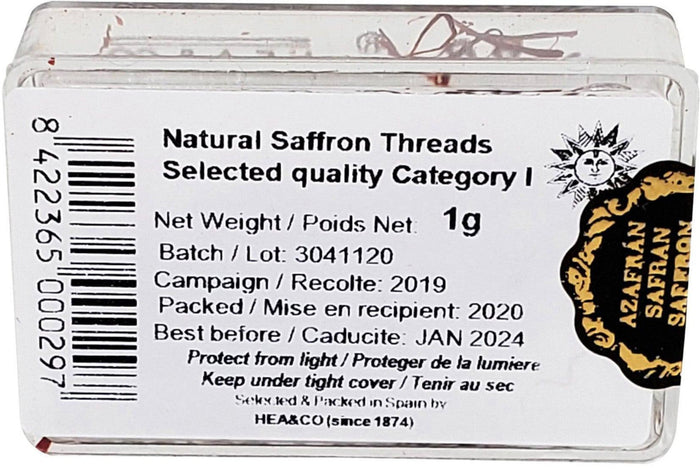 Natural Saffron Threads
Selected quality Category I
Net Weight / Poids Net: 1g
Batch / Lot: 3041120
Campaign / Recolte: 2019
Packed / Mise en recipient: 2020
Best before / Caducite: JAN 2024
Protect from light / Proteger de la lumiere
Keep under tight cover / Tenir au sec
Selected & Packed in Spain by
HEA&CO (since 1874)
8 422365 000297
AZAFRÁN
SAFRAN
SAFFRON